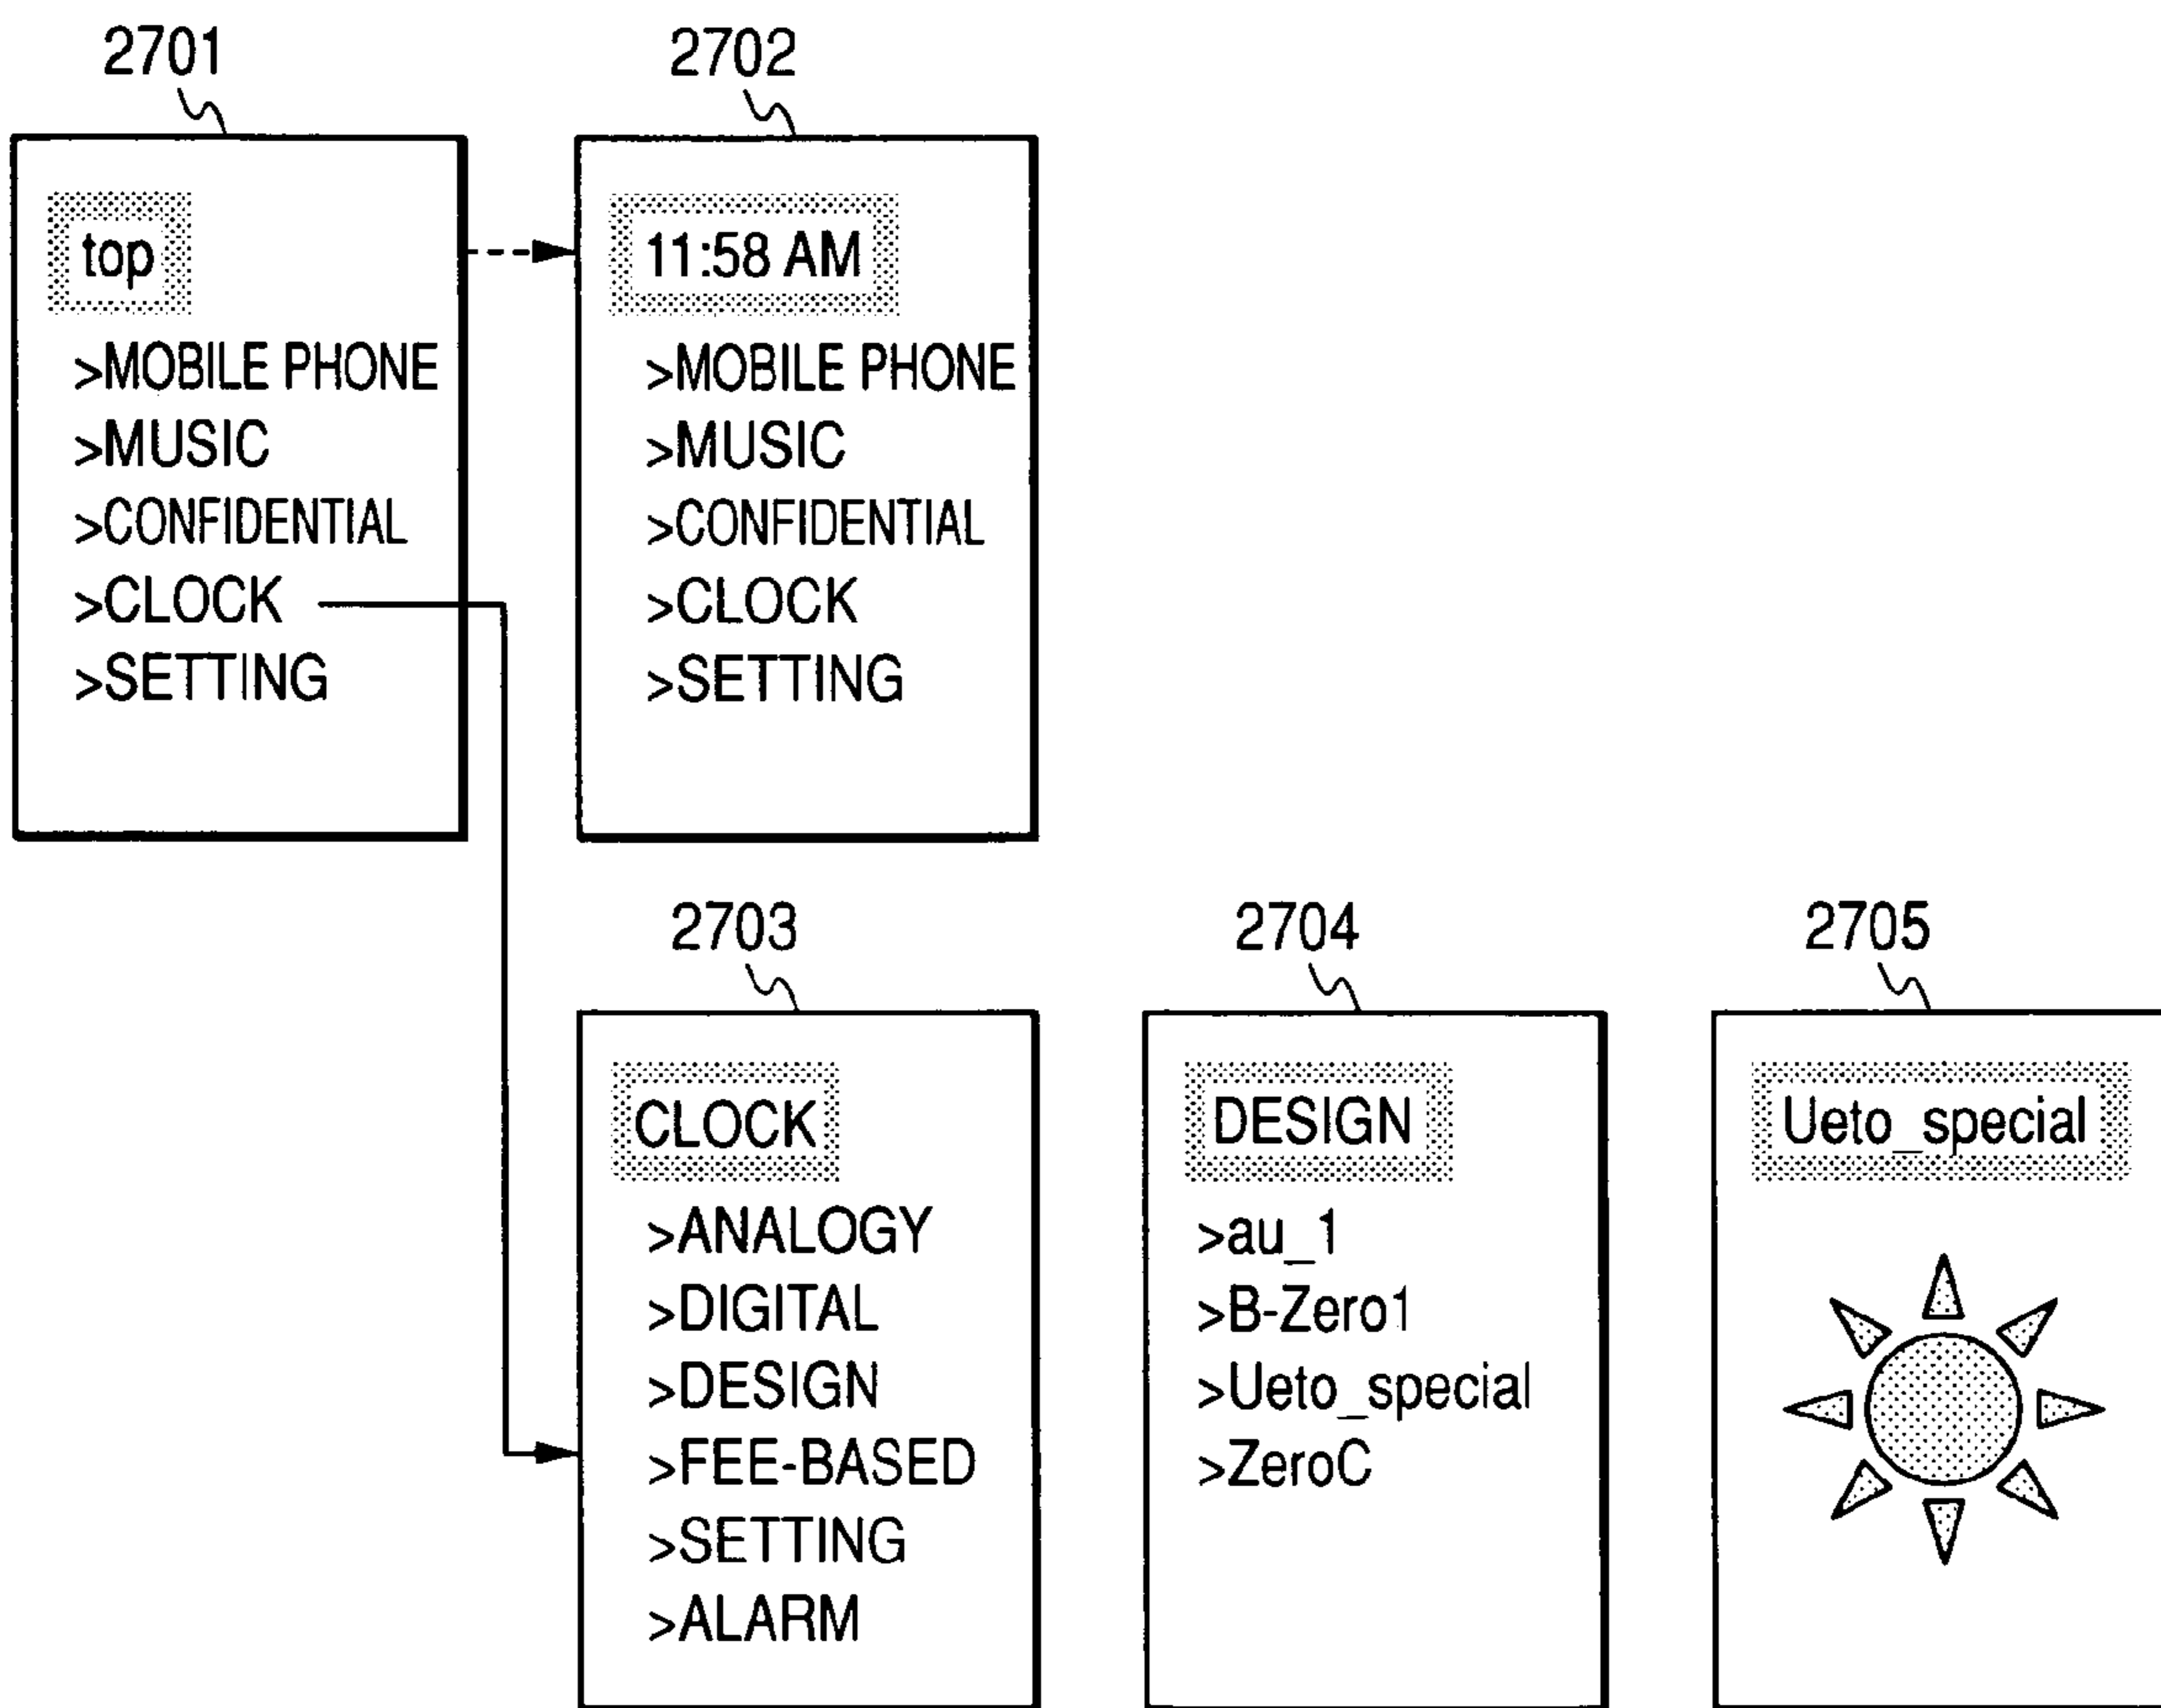 2701
top
>MOBILE PHONE
>MUSIC
>CONFIDENTIAL
>CLOCK
>SETTING
2702
11:58 AM
>MOBILE PHONE
>MUSIC
>CONFIDENTIAL
>CLOCK
>SETTING
2703
CLOCK
>ANALOGY
>DIGITAL
>DESIGN
>FEE-BASED
>SETTING
>ALARM
2704
DESIGN
>au_1
>B-Zero1
>Ueto_special
>ZeroC
2705
Ueto_special